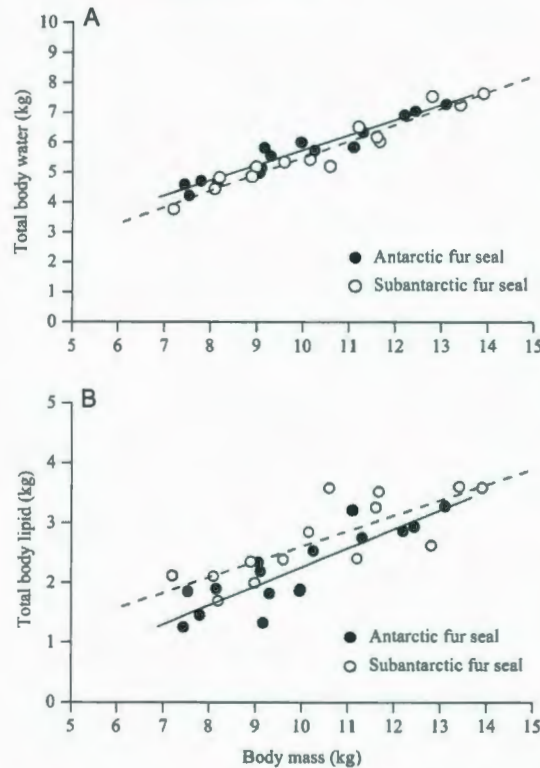 A
10
9
8
7
6
5
4
3
2
1
0
Total body water (kg)
Antarctic fur seal
Subantarctic fur seal
5 6 7 8 9 10 11 12 13 14 15
B
5
4
3
2
1
0
Total body lipid (kg)
Antarctic fur seal
Subantarctic fur seal
5 6 7 8 9 10 11 12 13 14 15
Body mass (kg)